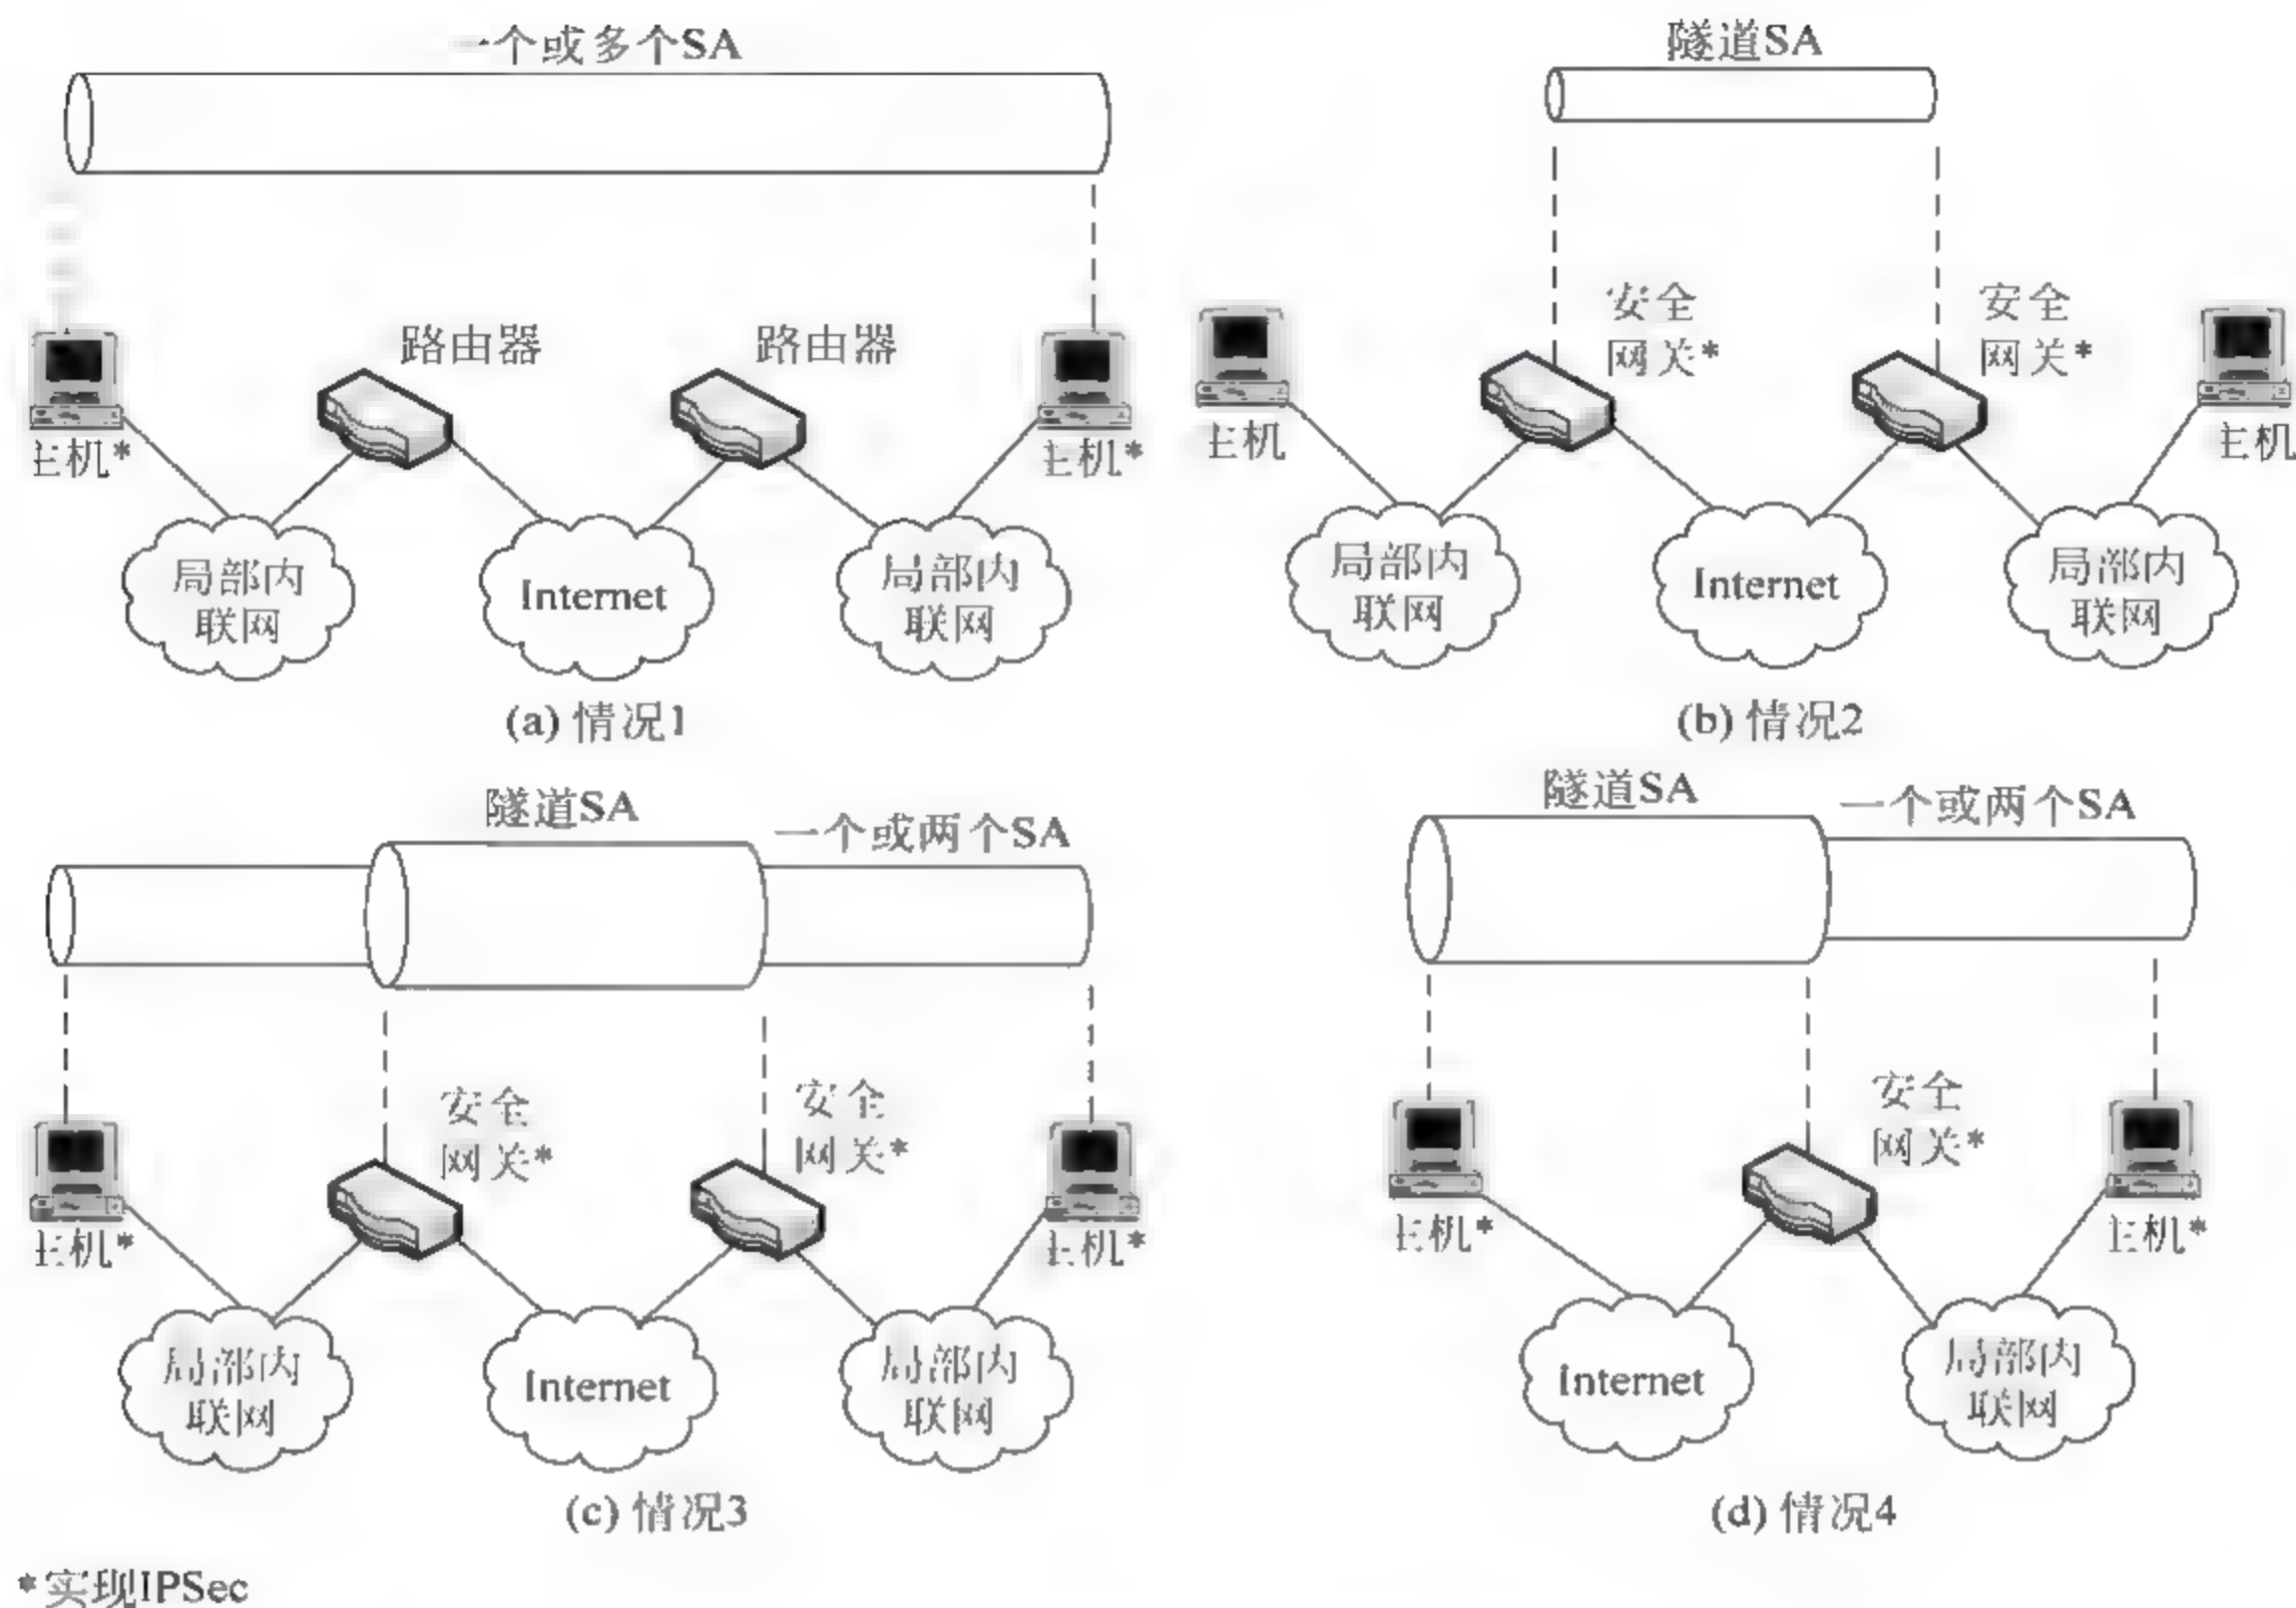 一个或多个SA
路由器
路由器
主机*
主机*
局部内
联网
Internet
局部内
联网
(a) 情况1
隧道SA
安全
网关*
安全
网关*
主机
主机
局部内
联网
Internet
局部内
联网
(b) 情况2
隧道SA
一个或两个SA
安全
网关*
安全
网关*
主机*
主机*
局部内
联网
Internet
局部内
联网
(c) 情况3
隧道SA
一个或两个SA
安全
网关*
主机*
主机*
Internet
局部内
联网
(d) 情况4
*实现IPSec